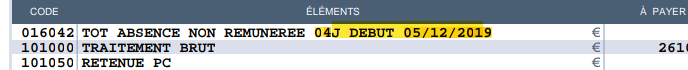 CODE ÉLÉMENTS À PAYER
016042 TOT ABSENCE NON REMUNEREE 04J DEBUT 05/12/2019 €
101000 TRAITEMENT BRUT € 2610
101050 RETENUE PC €